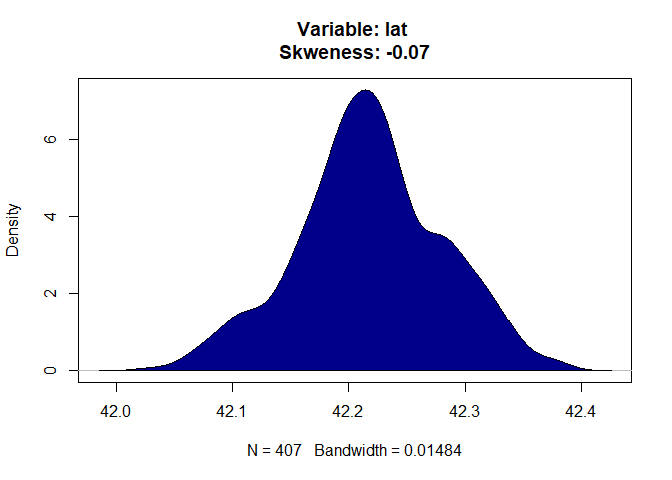 Variable: lat
Skweness: -0.07
Density
6
4
2
0
42.0 42.1 42.2 42.3 42.4
N = 407 Bandwidth = 0.01484